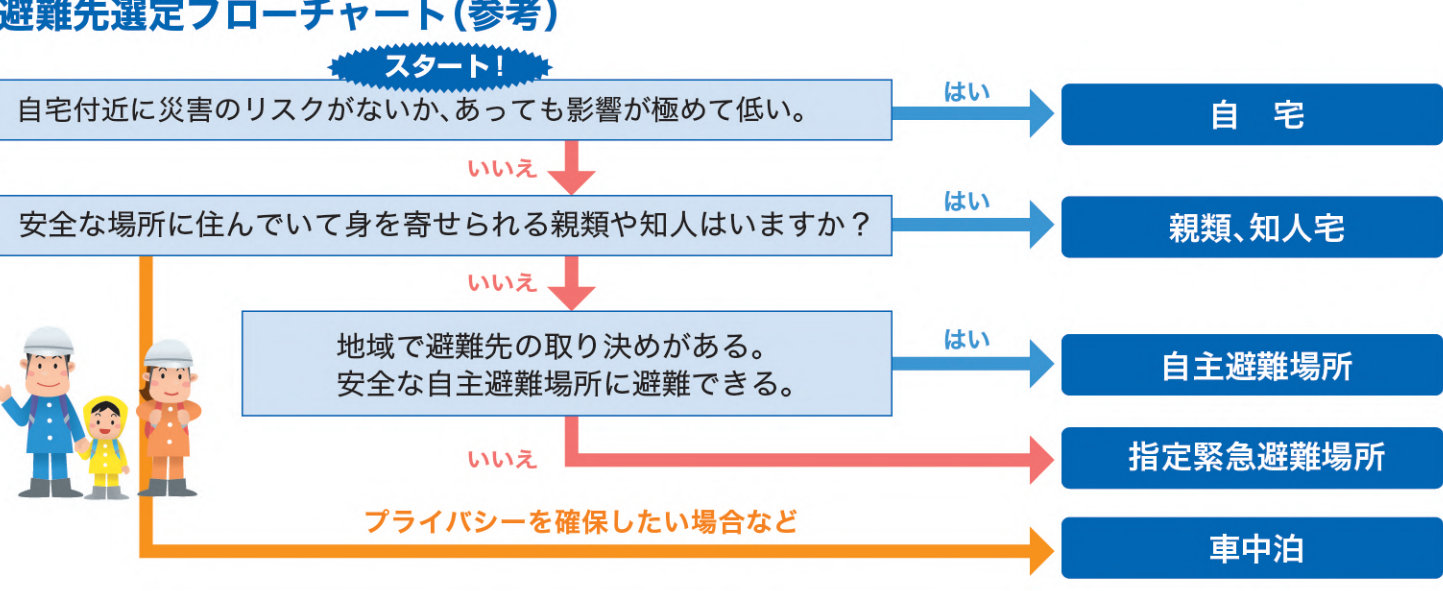 避難先選定フローチャート(参考)
スタート!
自宅付近に災害のリスクがないか、あっても影響が極めて低い。
はい
自 宅
いいえ
安全な場所に住んでいて身を寄せられる親類や知人はいますか?
はい
親類、知人宅
いいえ
地域で避難先の取り決めがある。
安全な自主避難場所に避難できる。
はい
自主避難場所
いいえ
指定緊急避難場所
プライバシーを確保したい場合など
車中泊